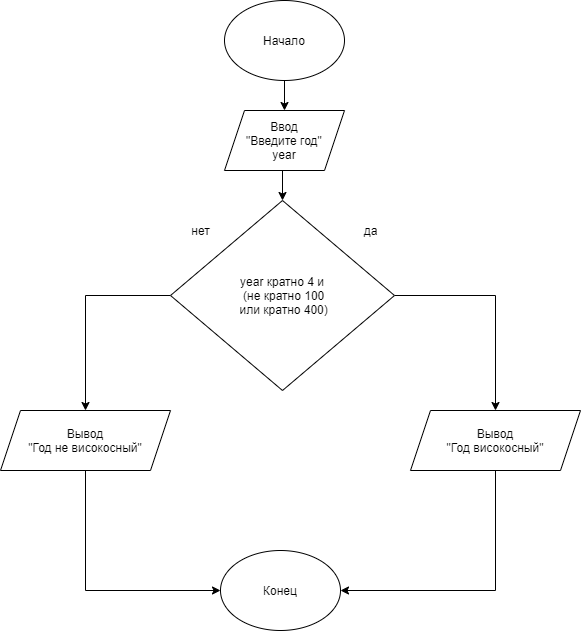 Начало
Ввод
"Введите год"
year
нет
да
year кратно 4 и
(не кратно 100
или кратно 400)
Вывод
"Год не високосный"
Вывод
"Год високосный"
Конец